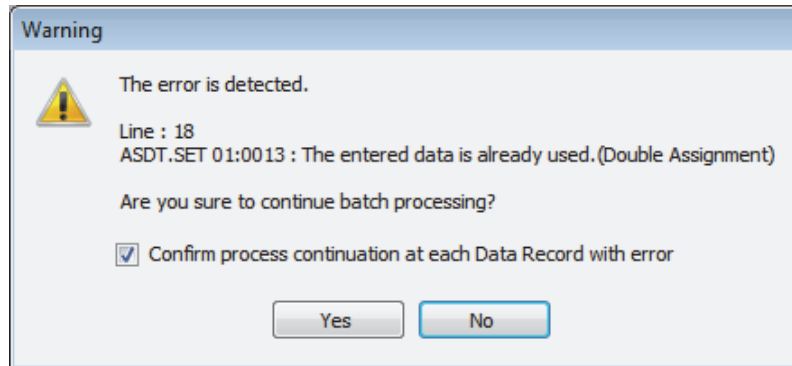 Warning
The error is detected.
Line : 18
ASDT.SET 01:0013 : The entered data is already used.(Double Assignment)
Are you sure to continue batch processing?
Confirm process continuation at each Data Record with error
Yes
No